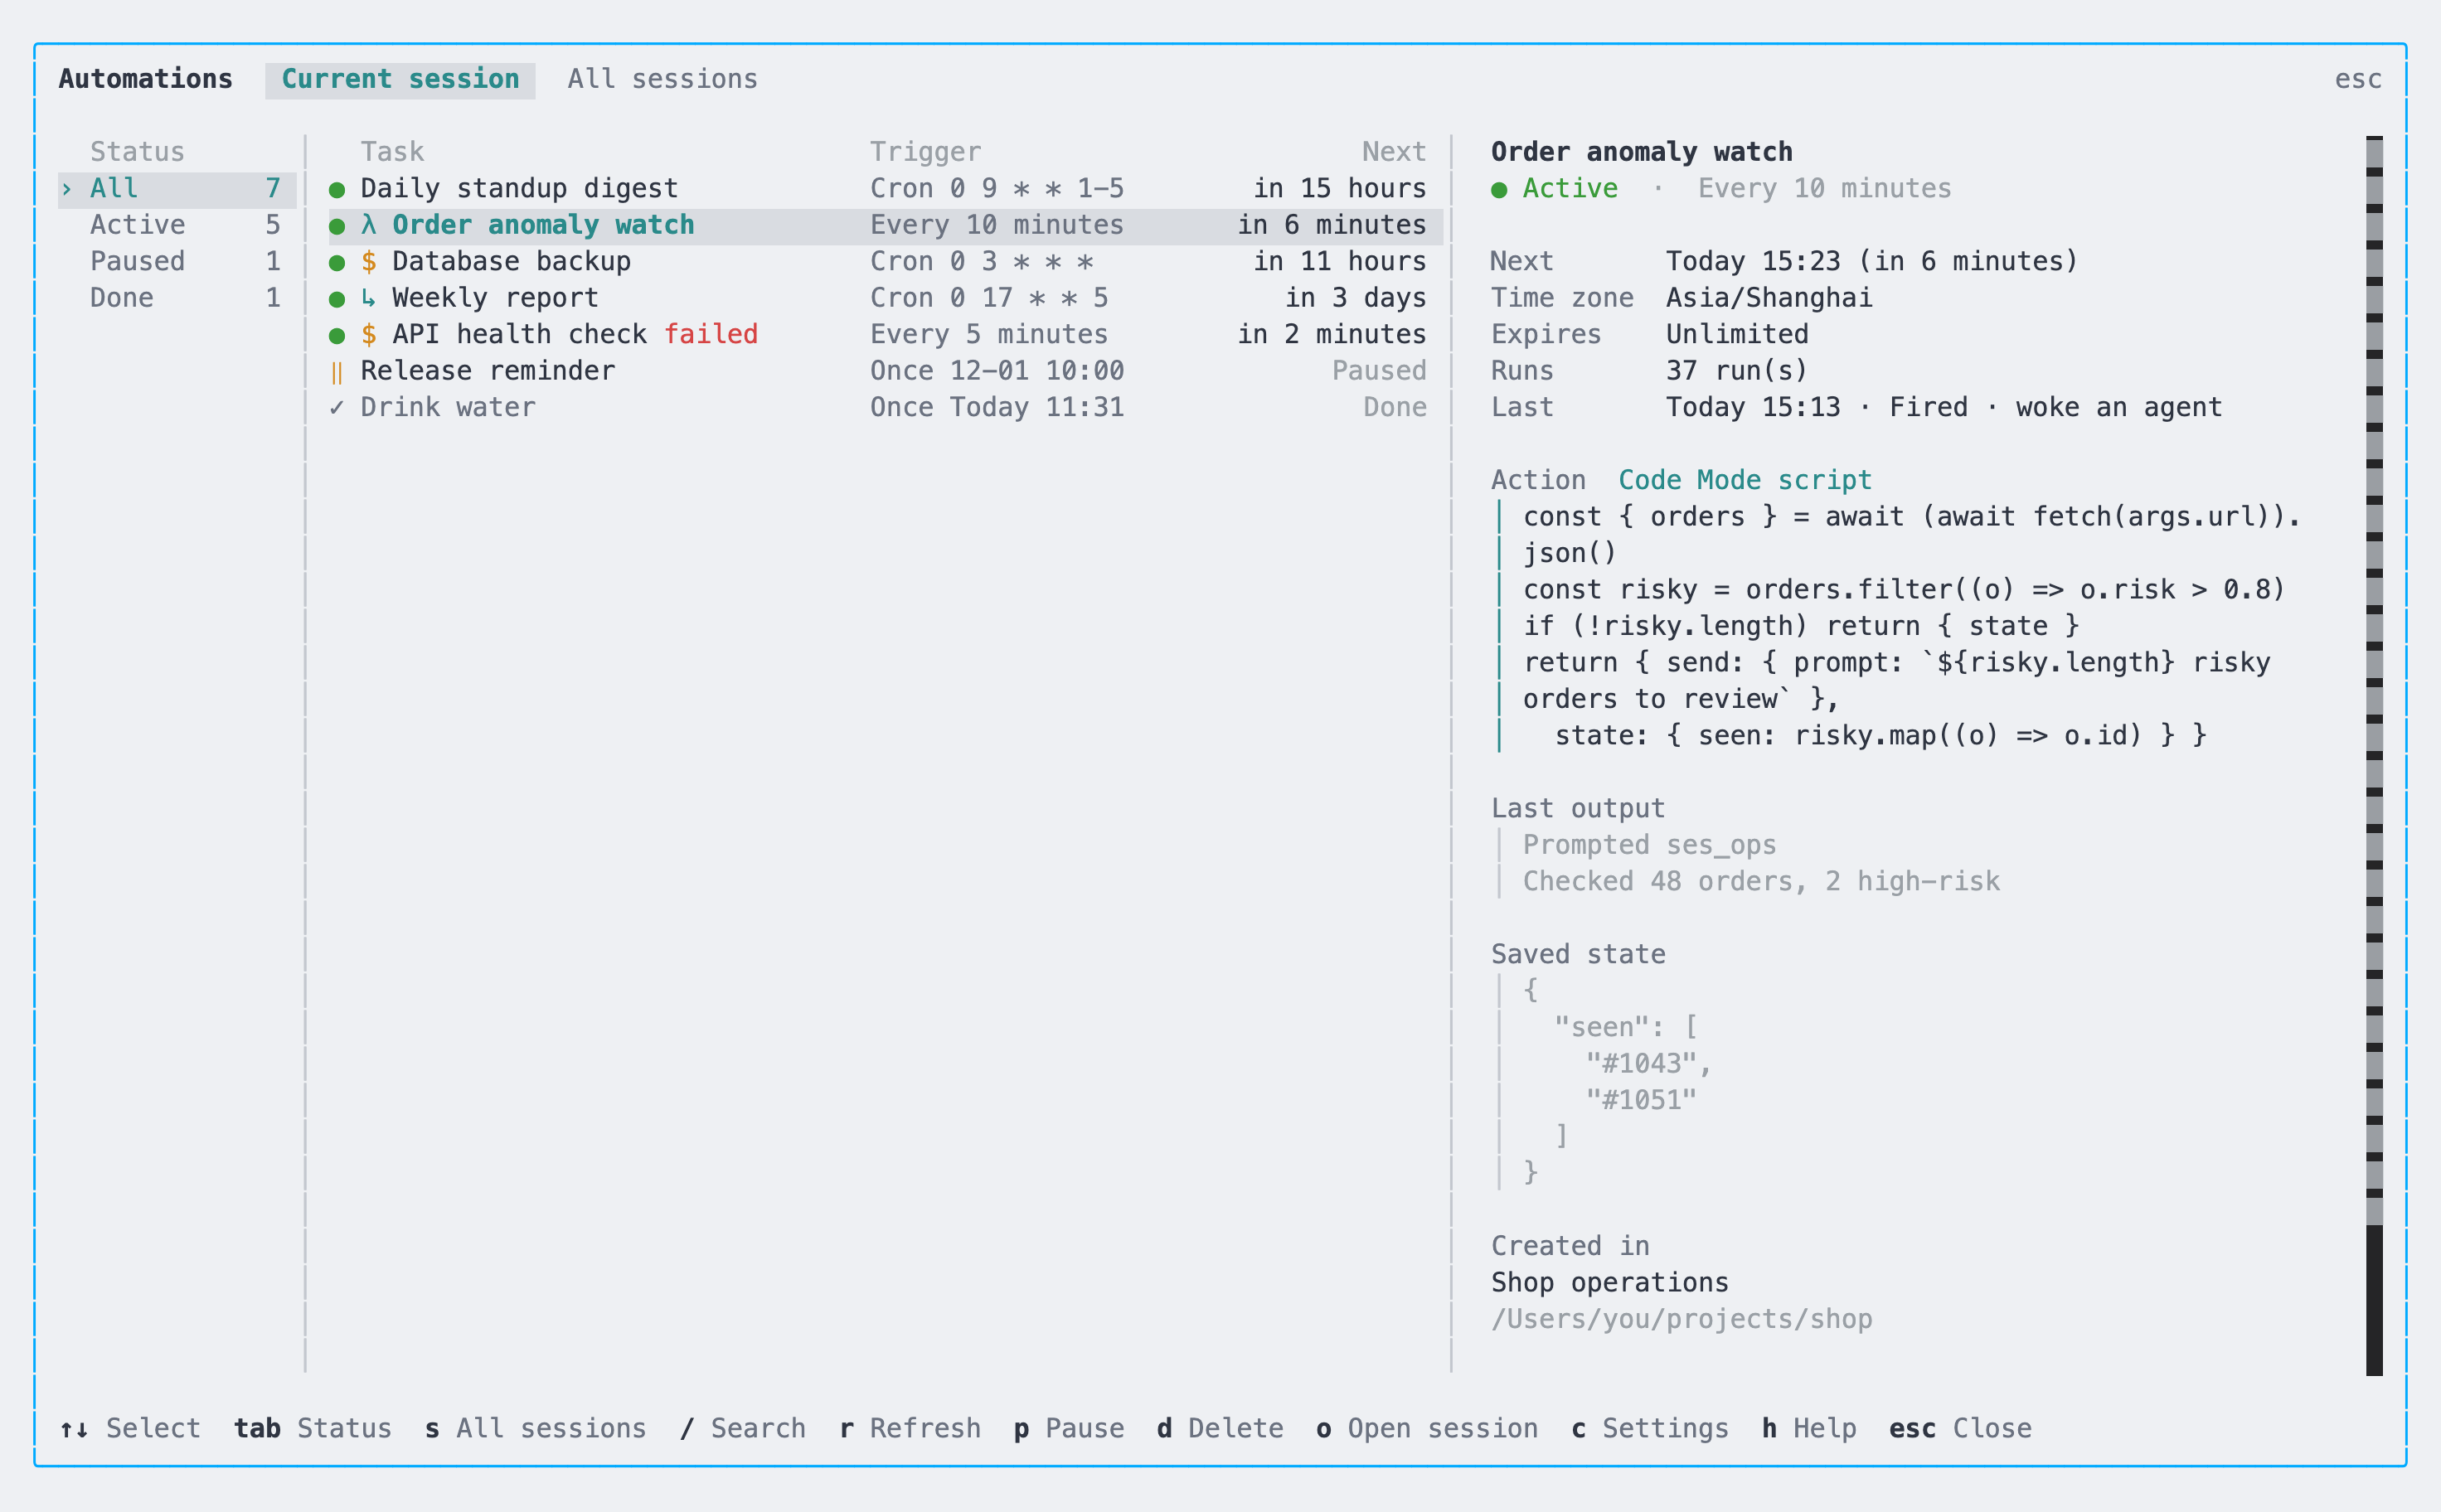 Automations  Current session  All sessions  esc
Status
› All 7
Active 5
Paused 1
Done 1
Task  Trigger  Next
● Daily standup digest  Cron 0 9 * * 1-5  in 15 hours
● λ Order anomaly watch  Every 10 minutes  in 6 minutes
● $ Database backup  Cron 0 3 * * *  in 11 hours
● ↳ Weekly report  Cron 0 17 * * 5  in 3 days
● $ API health check failed  Every 5 minutes  in 2 minutes
‖ Release reminder  Once 12-01 10:00  Paused
✓ Drink water  Once Today 11:31  Done
Order anomaly watch
● Active · Every 10 minutes
Next  Today 15:23 (in 6 minutes)
Time zone  Asia/Shanghai
Expires  Unlimited
Runs  37 run(s)
Last  Today 15:13 · Fired · woke an agent
Action  Code Mode script
const { orders } = await (await fetch(args.url)).
json()
const risky = orders.filter((o) => o.risk > 0.8)
if (!risky.length) return { state }
return { send: { prompt: `${risky.length} risky
orders to review` },
  state: { seen: risky.map((o) => o.id) } }
Last output
Prompted ses_ops
Checked 48 orders, 2 high-risk
Saved state
{
  "seen": [
    "#1043",
    "#1051"
  ]
}
Created in
Shop operations
/Users/you/projects/shop
↑↓ Select  tab Status  s All sessions  / Search  r Refresh  p Pause  d Delete  o Open session  c Settings  h Help  esc Close